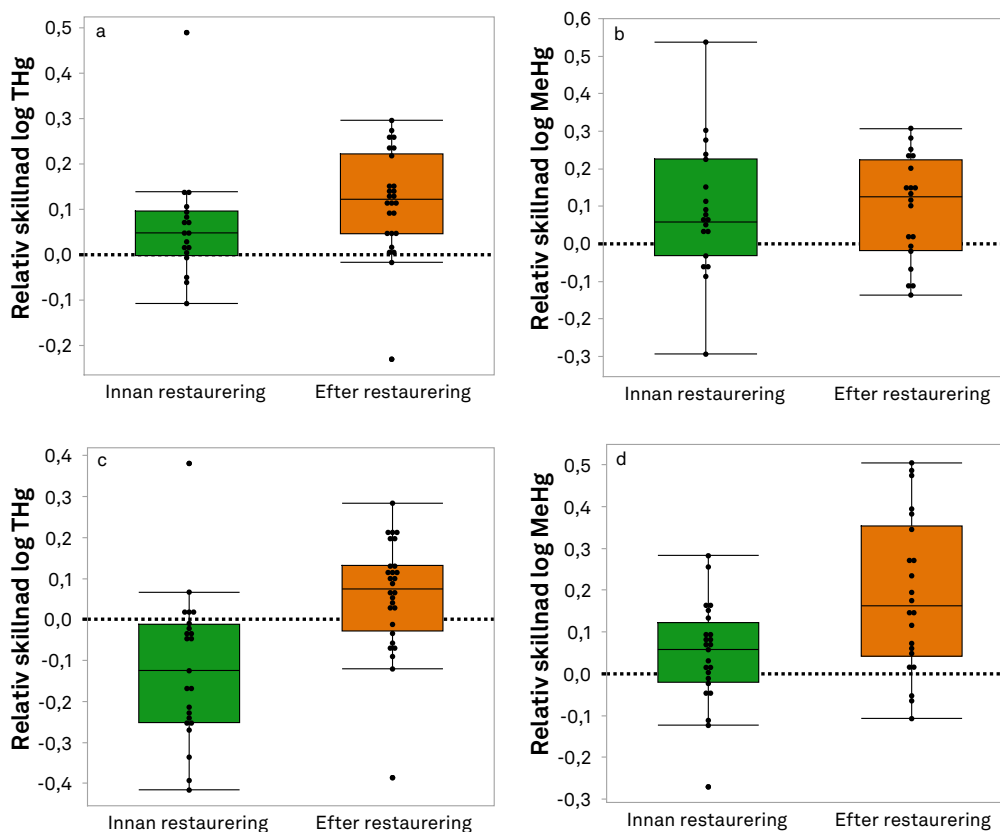 a
Relativ skillnad log THg
0,5
0,4
0,3
0,2
0,1
0,0
-0,1
-0,2
Innan restaurering
Efter restaurering
b
Relativ skillnad log MeHg
0,6
0,5
0,4
0,3
0,2
0,1
0,0
-0,1
-0,2
-0,3
Innan restaurering
Efter restaurering
c
Relativ skillnad log THg
0,4
0,3
0,2
0,1
0,0
-0,1
-0,2
-0,3
-0,4
Innan restaurering
Efter restaurering
d
Relativ skillnad log MeHg
0,5
0,4
0,3
0,2
0,1
0,0
-0,1
-0,2
-0,3
Innan restaurering
Efter restaurering